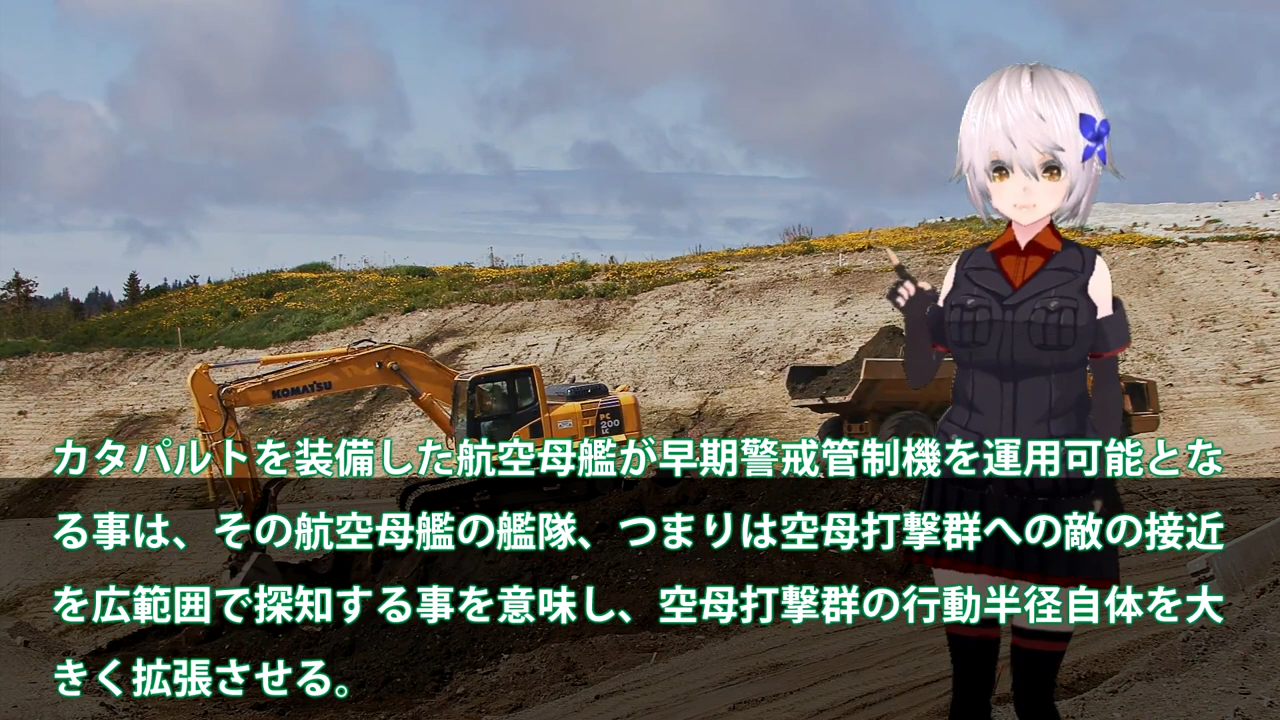 KOMATSU
PC
200
LC
カタパルトを装備した航空母艦が早期警戒管制機を運用可能とな
る事は、その航空母艦の艦隊、つまりは空母打撃群への敵の接近
を広範囲で探知する事を意味し、空母打撃群の行動半径自体を大
きく拡張させる。